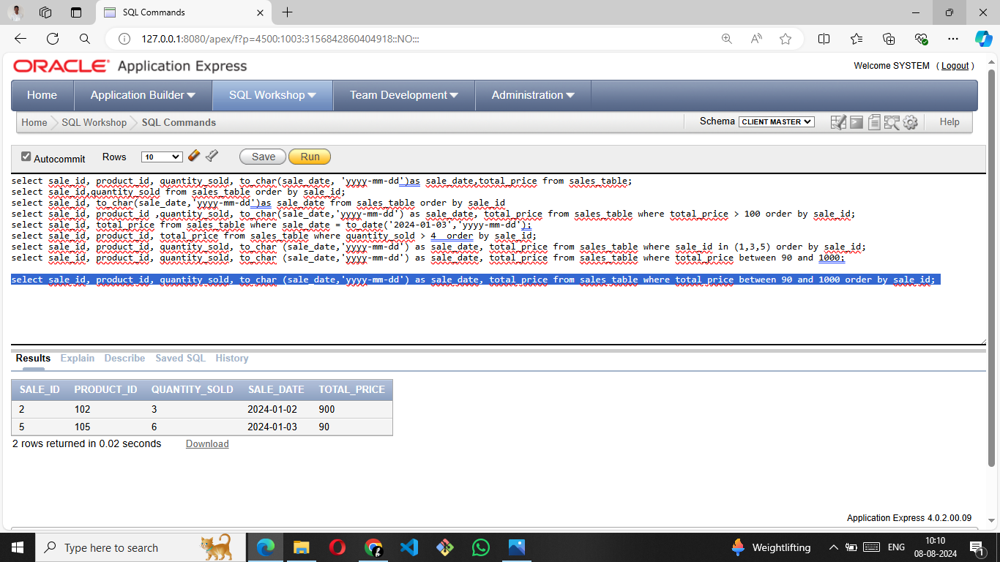 SQL Commands
127.0.0.1:8080/apex/f?p=4500:1003:3156842860404918::NO:::
ORACLE Application Express
Welcome SYSTEM ( Logout )
Home Application Builder SQL Workshop Team Development Administration
Home SQL Workshop SQL Commands Schema CLIENT MASTER Help
Autocommit Rows 10 Save Run
select sale_id, product_id, quantity_sold, to_char(sale_date, 'yyyy-mm-dd')as sale_date,total_price from sales_table;
select sale_id,quantity_sold from sales_table order by sale_id;
select sale_id, to_char(sale_date,'yyyy-mm-dd')as sale_date from sales_table order by sale_id
select sale_id, product_id ,quantity_sold, to_char(sale_date,'yyyy-mm-dd') as sale_date, total_price from sales_table where total_price > 100 order by sale_id;
select sale_id, total_price from sales_table where sale_date = to_date('2024-01-03','yyyy-mm-dd');
select sale_id, product_id, total_price from sales_table where quantity_sold > 4 order by sale_id;
select sale_id, product_id, quantity_sold, to_char (sale_date,'yyyy-mm-dd') as sale_date, total_price from sales_table where sale_id in (1,3,5) order by sale_id;
select sale_id, product_id, quantity_sold, to_char (sale_date,'yyyy-mm-dd') as sale_date, total_price from sales_table where total_price between 90 and 1000;
select sale_id, product_id, quantity_sold, to_char (sale_date,'yyyy-mm-dd') as sale_date, total_price from sales_table where total_price between 90 and 1000 order by sale_id;
Results Explain Describe Saved SQL History
SALE_ID PRODUCT_ID QUANTITY_SOLD SALE_DATE TOTAL_PRICE
2 102 3 2024-01-02 900
5 105 6 2024-01-03 90
2 rows returned in 0.02 seconds Download
Application Express 4.0.2.00.09
Type here to search
Weightlifting
ENG
10:10
08-08-2024
1